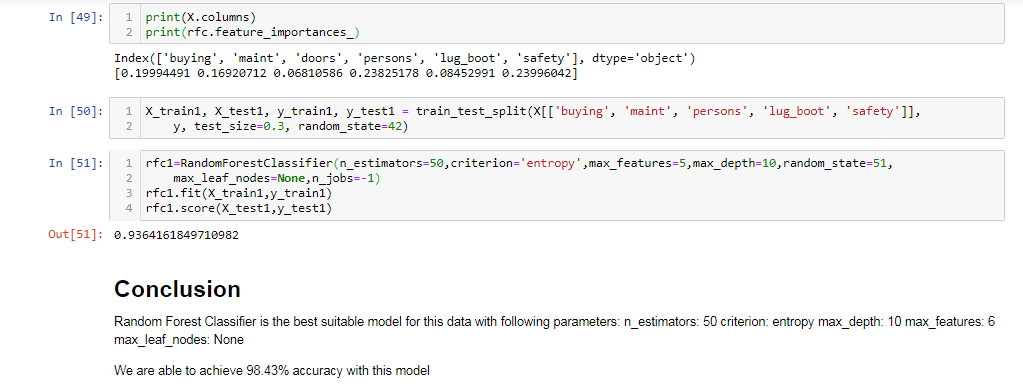 In [49]: 1 print(X.columns)
2 print(rfc.feature_importances_)
Index(['buying', 'maint', 'doors', 'persons', 'lug_boot', 'safety'], dtype='object')
[0.19994491 0.16920712 0.06810586 0.23825178 0.08452991 0.23996042]
In [50]: 1 X_train1, X_test1, y_train1, y_test1 = train_test_split(X[['buying', 'maint', 'persons', 'lug_boot', 'safety']],
2 y, test_size=0.3, random_state=42)
In [51]: 1 rfc1=RandomForestClassifier(n_estimators=50,criterion='entropy',max_features=5,max_depth=10,random_state=51,
2 max_leaf_nodes=None,n_jobs=-1)
3 rfc1.fit(X_train1,y_train1)
4 rfc1.score(X_test1,y_test1)
Out[51]: 0.9364161849710982
Conclusion
Random Forest Classifier is the best suitable model for this data with following parameters: n_estimators: 50 criterion: entropy max_depth: 10 max_features: 6
max_leaf_nodes: None
We are able to achieve 98.43% accuracy with this model